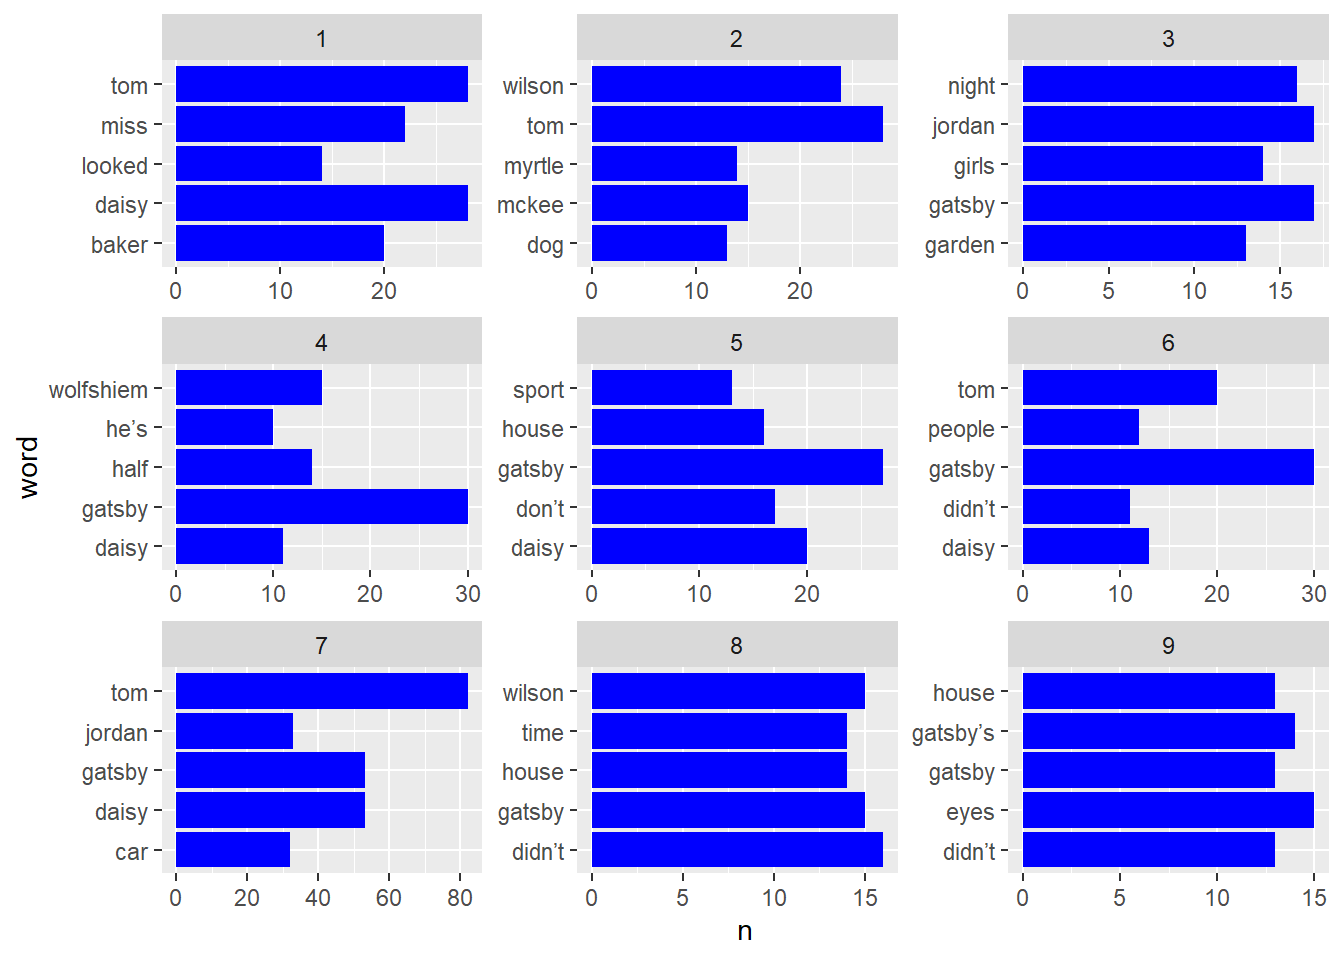 1
tom
miss
looked
daisy
baker
0 10 20
2
wilson
tom
myrtle
mckee
dog
0 10 20
3
night
jordan
girls
gatsby
garden
0 5 10 15
4
wolfshiem
he’s
half
gatsby
daisy
0 10 20 30
5
sport
house
gatsby
don’t
daisy
0 10 20
6
tom
people
gatsby
didn’t
daisy
0 10 20 30
7
tom
jordan
gatsby
daisy
car
0 20 40 60 80
8
wilson
time
house
gatsby
didn’t
0 5 10 15
9
house
gatsby’s
gatsby
eyes
didn’t
0 5 10 15
word
n